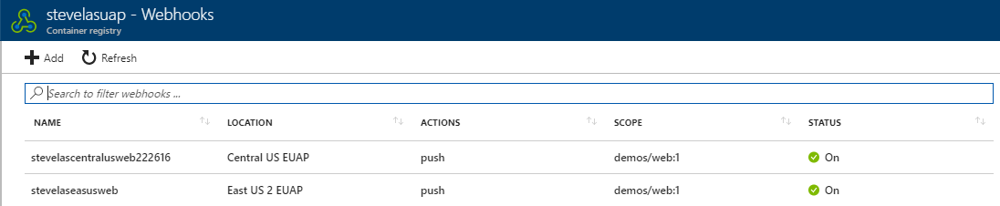 stevelasuap - Webhooks
Container registry
Add Refresh
Search to filter webhooks ...
NAME LOCATION ACTIONS SCOPE STATUS
stevelascentralusweb222616 Central US EUAP push demos/web:1 On
stevelaseasusweb East US 2 EUAP push demos/web:1 On